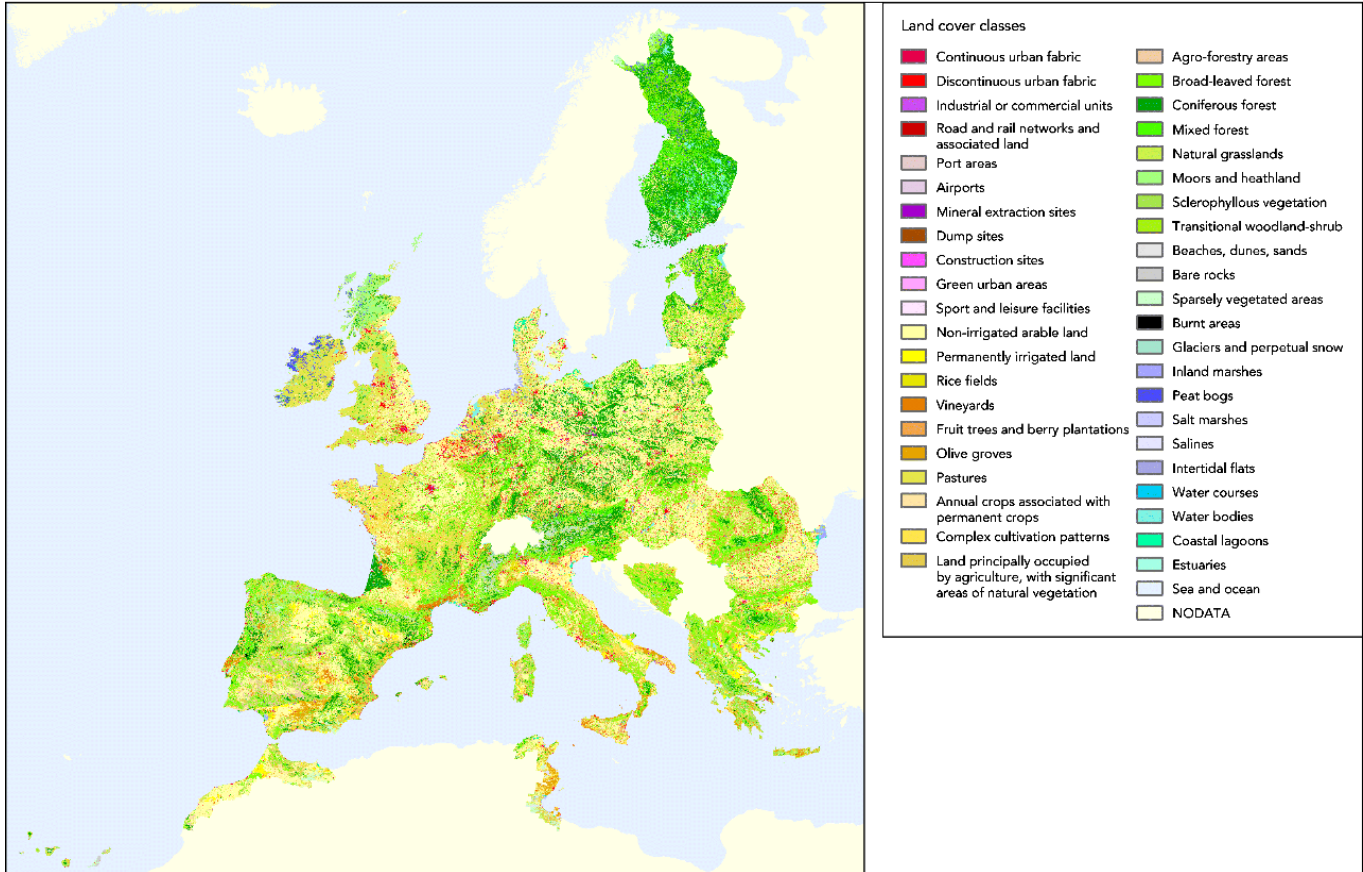 Land cover classes
Continuous urban fabric
Discontinuous urban fabric
Industrial or commercial units
Road and rail networks and
associated land
Port areas
Airports
Mineral extraction sites
Dump sites
Construction sites
Green urban areas
Sport and leisure facilities
Non-irrigated arable land
Permanently irrigated land
Rice fields
Vineyards
Fruit trees and berry plantations
Olive groves
Pastures
Annual crops associated with
permanent crops
Complex cultivation patterns
Land principally occupied
by agriculture, with significant
areas of natural vegetation
Agro-forestry areas
Broad-leaved forest
Coniferous forest
Mixed forest
Natural grasslands
Moors and heathland
Sclerophyllous vegetation
Transitional woodland-shrub
Beaches, dunes, sands
Bare rocks
Sparsely vegetated areas
Burnt areas
Glaciers and perpetual snow
Inland marshes
Peat bogs
Salt marshes
Salines
Intertidal flats
Water courses
Water bodies
Coastal lagoons
Estuaries
Sea and ocean
NODATA